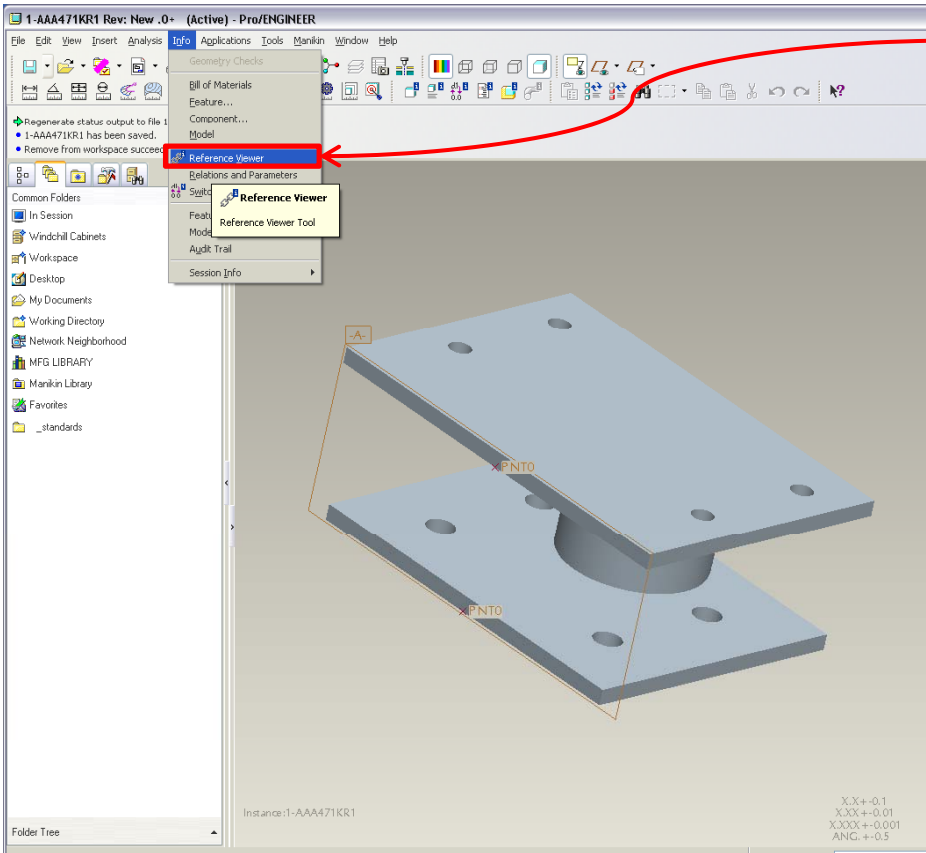 1-AAA471KR1 Rev: New .0+ (Active) - Pro/ENGINEER
File Edit View Insert Analysis Info Applications Tools Manikin Window Help
Geometry Checks
Bill of Materials
Feature...
Component...
Model
Reference Viewer
Relations and Parameters
Switc
Reference Viewer
Reference Viewer Tool
Featu
Mode
Audit Trail
Session Info
Regenerate status output to file 1
• 1-AAA471KR1 has been saved.
• Remove from workspace succeed
Common Folders
In Session
Windchill Cabinets
Workspace
Desktop
My Documents
Working Directory
Network Neighborhood
MFG LIBRARY
Manikin Library
Favorites
_standards
Folder Tree
-A-
PNT0
PNT0
Instance:1-AAA471KR1
X.X+-0.1
X.XX+-0.01
X.XXX+-0.001
ANG.+-0.5